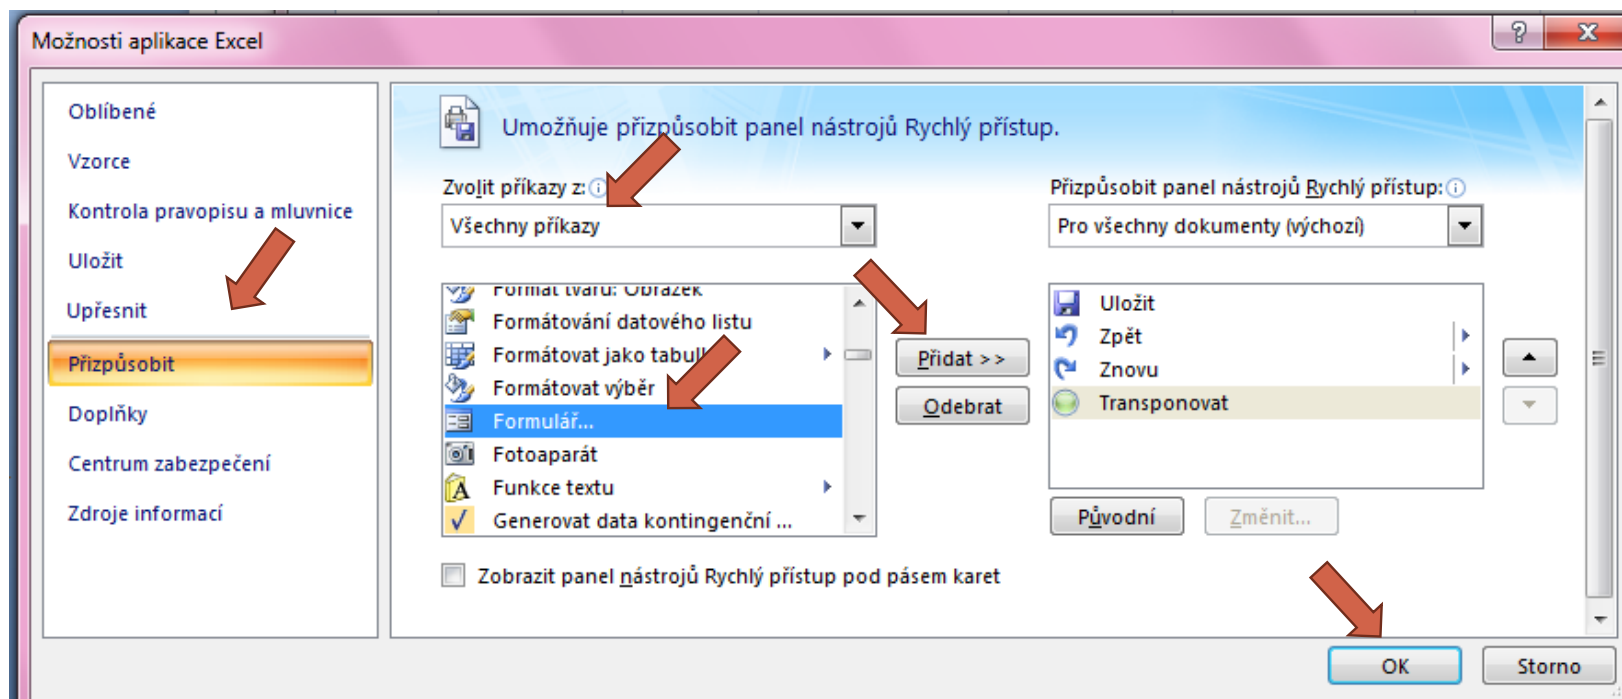 Možnosti aplikace Excel
Oblíbené
Vzorce
Kontrola pravopisu a mluvnice
Uložit
Upřesnit
Přizpůsobit
Doplňky
Centrum zabezpečení
Zdroje informací
Umožňuje přizpůsobit panel nástrojů Rychlý přístup.
Zvolit příkazy z:
Všechny příkazy
Formát tvaru: Obrázek
Formátování datového listu
Formátovat jako
Formátovat výběr
Formulář...
Fotoaparát
Funkce textu
Generovat data kontingenční ...
Přidat >>
Odebrat
Přizpůsobit panel nástrojů Rychlý přístup:
Pro všechny dokumenty (výchozí)
Uložit
Zpět
Znovu
Transponovat
Původní
Změnit...
Zobrazit panel nástrojů Rychlý přístup pod pásem karet
OK
Storno